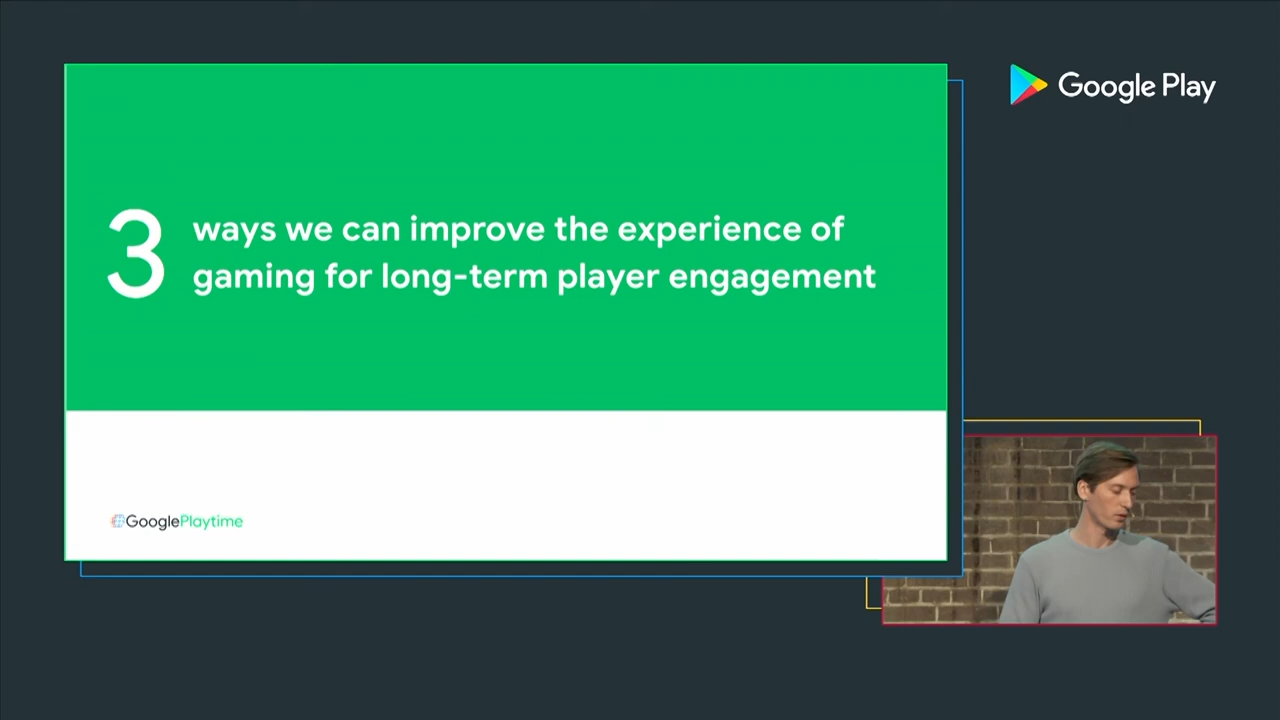 Google Play
3 ways we can improve the experience of
gaming for long-term player engagement
GooglePlaytime